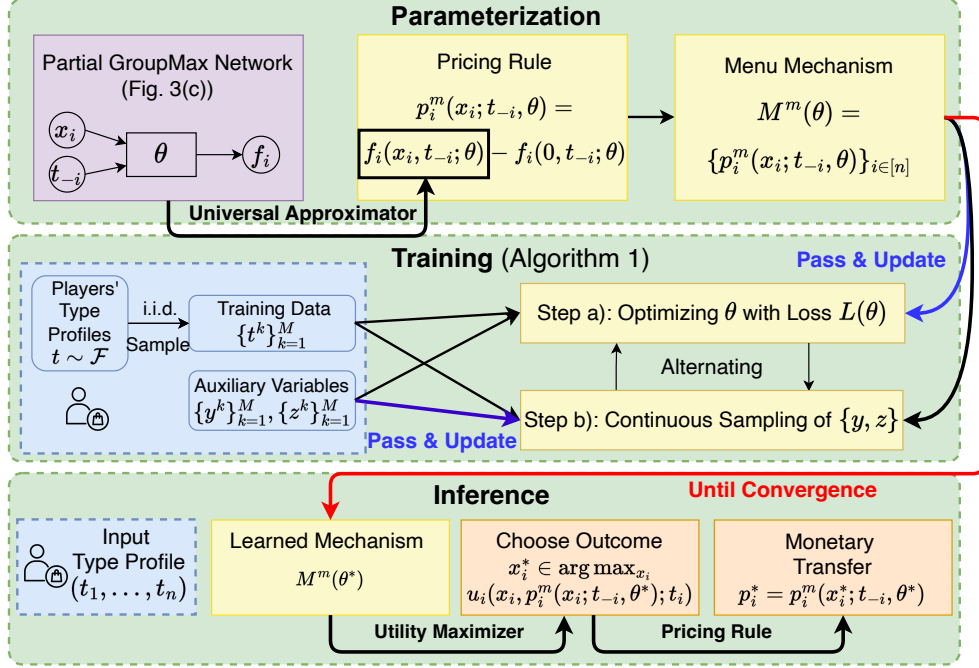 Parameterization
Partial GroupMax Network
(Fig. 3(c))
x_i
t_{-i}
θ
f_i
Universal Approximator
Pricing Rule
p_i^m(x_i; t_{-i}, θ) =
f_i(x_i, t_{-i}; θ) − f_i(0, t_{-i}; θ)
Menu Mechanism
M^m(θ) =
{p_i^m(x_i; t_{-i}, θ)}_{i∈[n]}
Training (Algorithm 1)
Pass & Update
Players'
Type
Profiles
t ∼ 𝓕
i.i.d.
Sample
Training Data
{t^k}_{k=1}^M
Auxiliary Variables
{y^k}_{k=1}^M, {z^k}_{k=1}^M
Pass & Update
Step a): Optimizing θ with Loss L(θ)
Alternating
Step b): Continuous Sampling of {y, z}
Until Convergence
Inference
Input
Type Profile
(t_1, . . . , t_n)
Learned Mechanism
M^m(θ*)
Utility Maximizer
Choose Outcome
x_i^* ∈ arg max_{x_i}
u_i(x_i, p_i^m(x_i; t_{-i}, θ*); t_i)
Pricing Rule
Monetary
Transfer
p_i^* = p_i^m(x_i^*; t_{-i}, θ*)